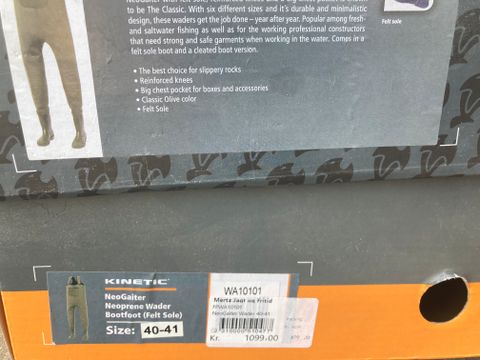 to be The Classic. With six different sizes and it's durable and minimalistic
design, these waders get the job done – year after year. Popular among fresh-
and saltwater fishing as well as for the working professional constructors
that need strong and safe garments when working in the water. Comes in a
felt sole boot and a cleated boot version.
• The best choice for slippery rocks
• Reinforced knees
• Big chest pocket for boxes and accessories
• Classic Olive color
• Felt Sole
Felt sole
KINETIC
NeoGaiter
Neoprene Wader
Bootfoot (Felt Sole)
Size: 40-41
WA10101
Mertz Jagt og Fritid
NeoGaiter Wader 40-41
Kr. 1099.00